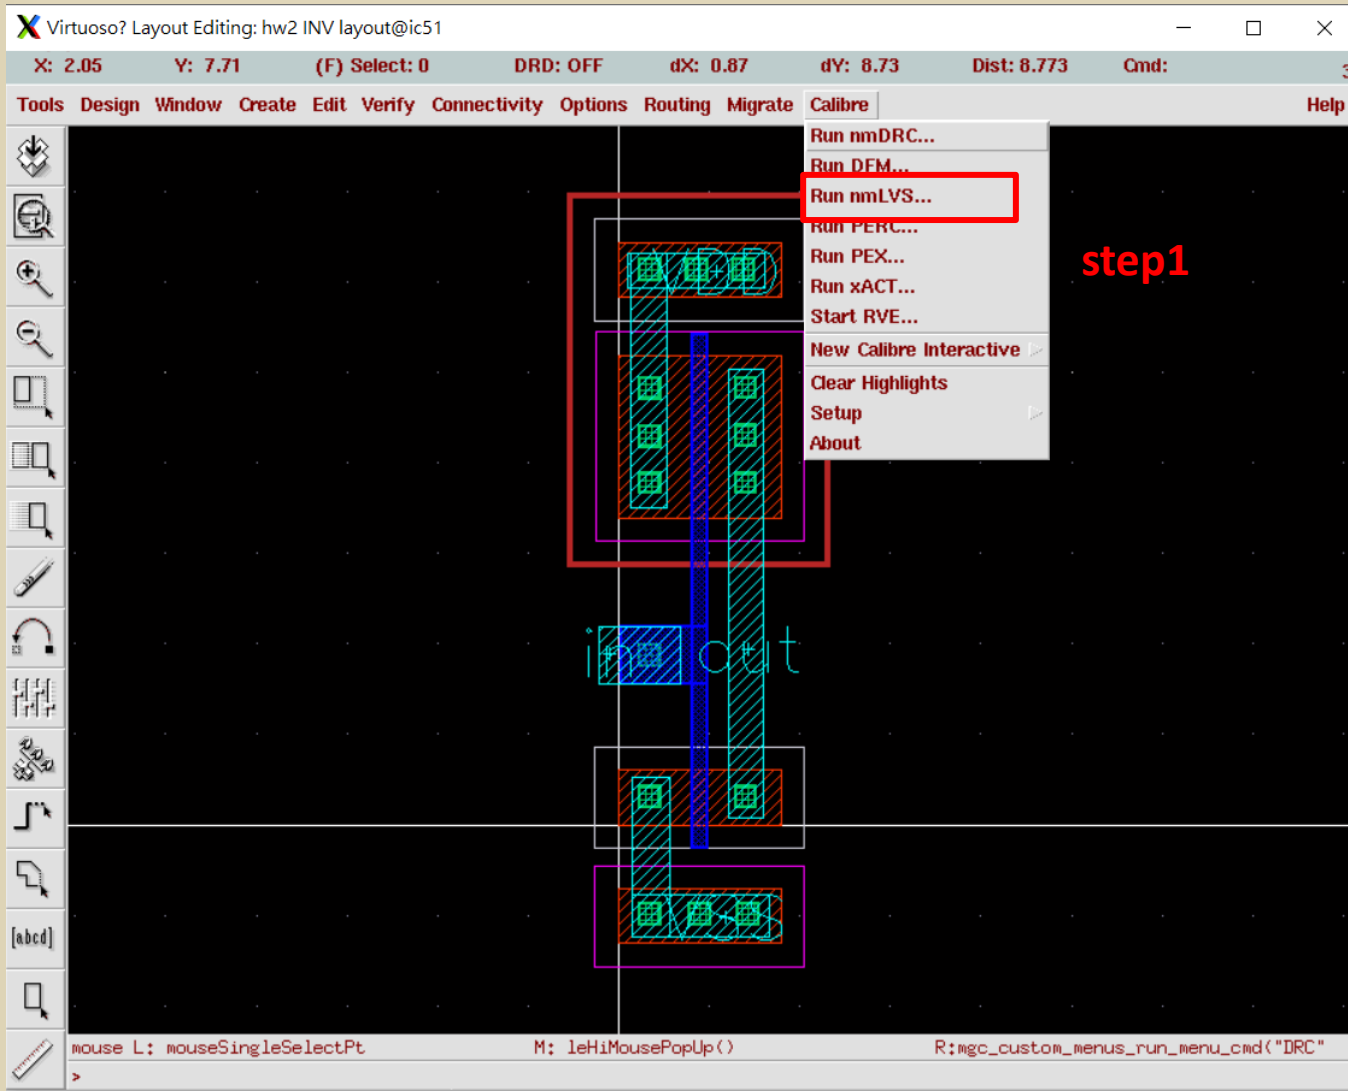 Virtuoso? Layout Editing: hw2 INV layout@ic51
X: 2.05 Y: 7.71 (F) Select: 0 DRD: OFF dX: 0.87 dY: 8.73 Dist: 8.773 Cmd: 3
Tools Design Window Create Edit Verify Connectivity Options Routing Migrate Calibre Help
Run nmDRC...
Run DFM...
Run nmLVS...
Run PERC...
Run PEX...
Run xACT...
Start RVE...
New Calibre Interactive
Clear Highlights
Setup
About
step1
VDD
in out
VSS
[abcd]
mouse L: mouseSingleSelectPt M: leHiMousePopUp() R:mgc_custom_menus_run_menu_cmd("DRC"
>